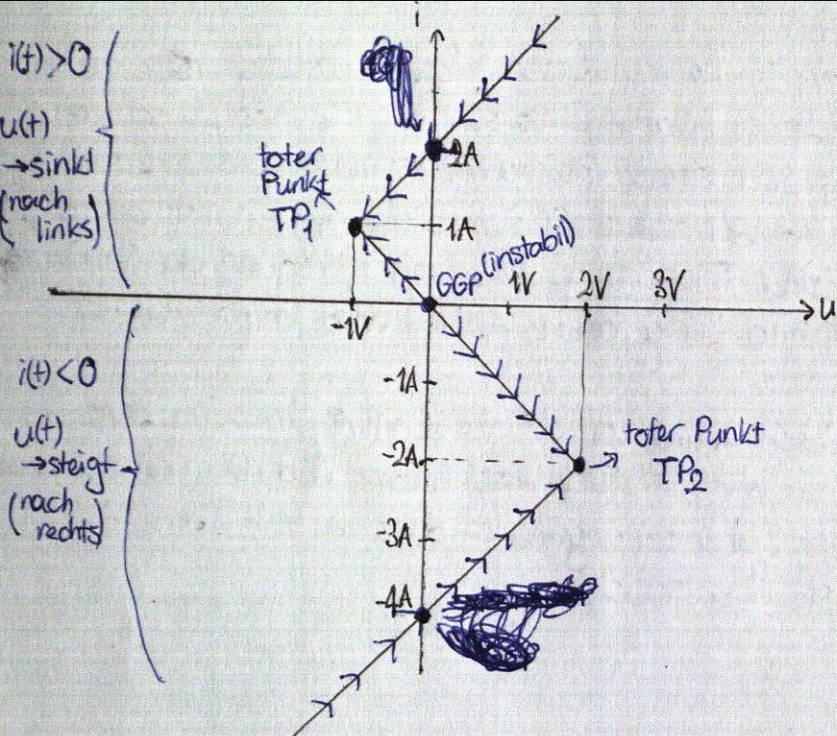 i
i(t)>0
u(t)
→sinkt
(nach
links)
toter
Punkt
TP₁
2A
1A
GGP (instabil)
-1V
1V
2V
3V
u
i(t)<0
u(t)
→steigt
(nach
rechts)
-1A
-2A
toter Punkt
TP₂
-3A
-4A